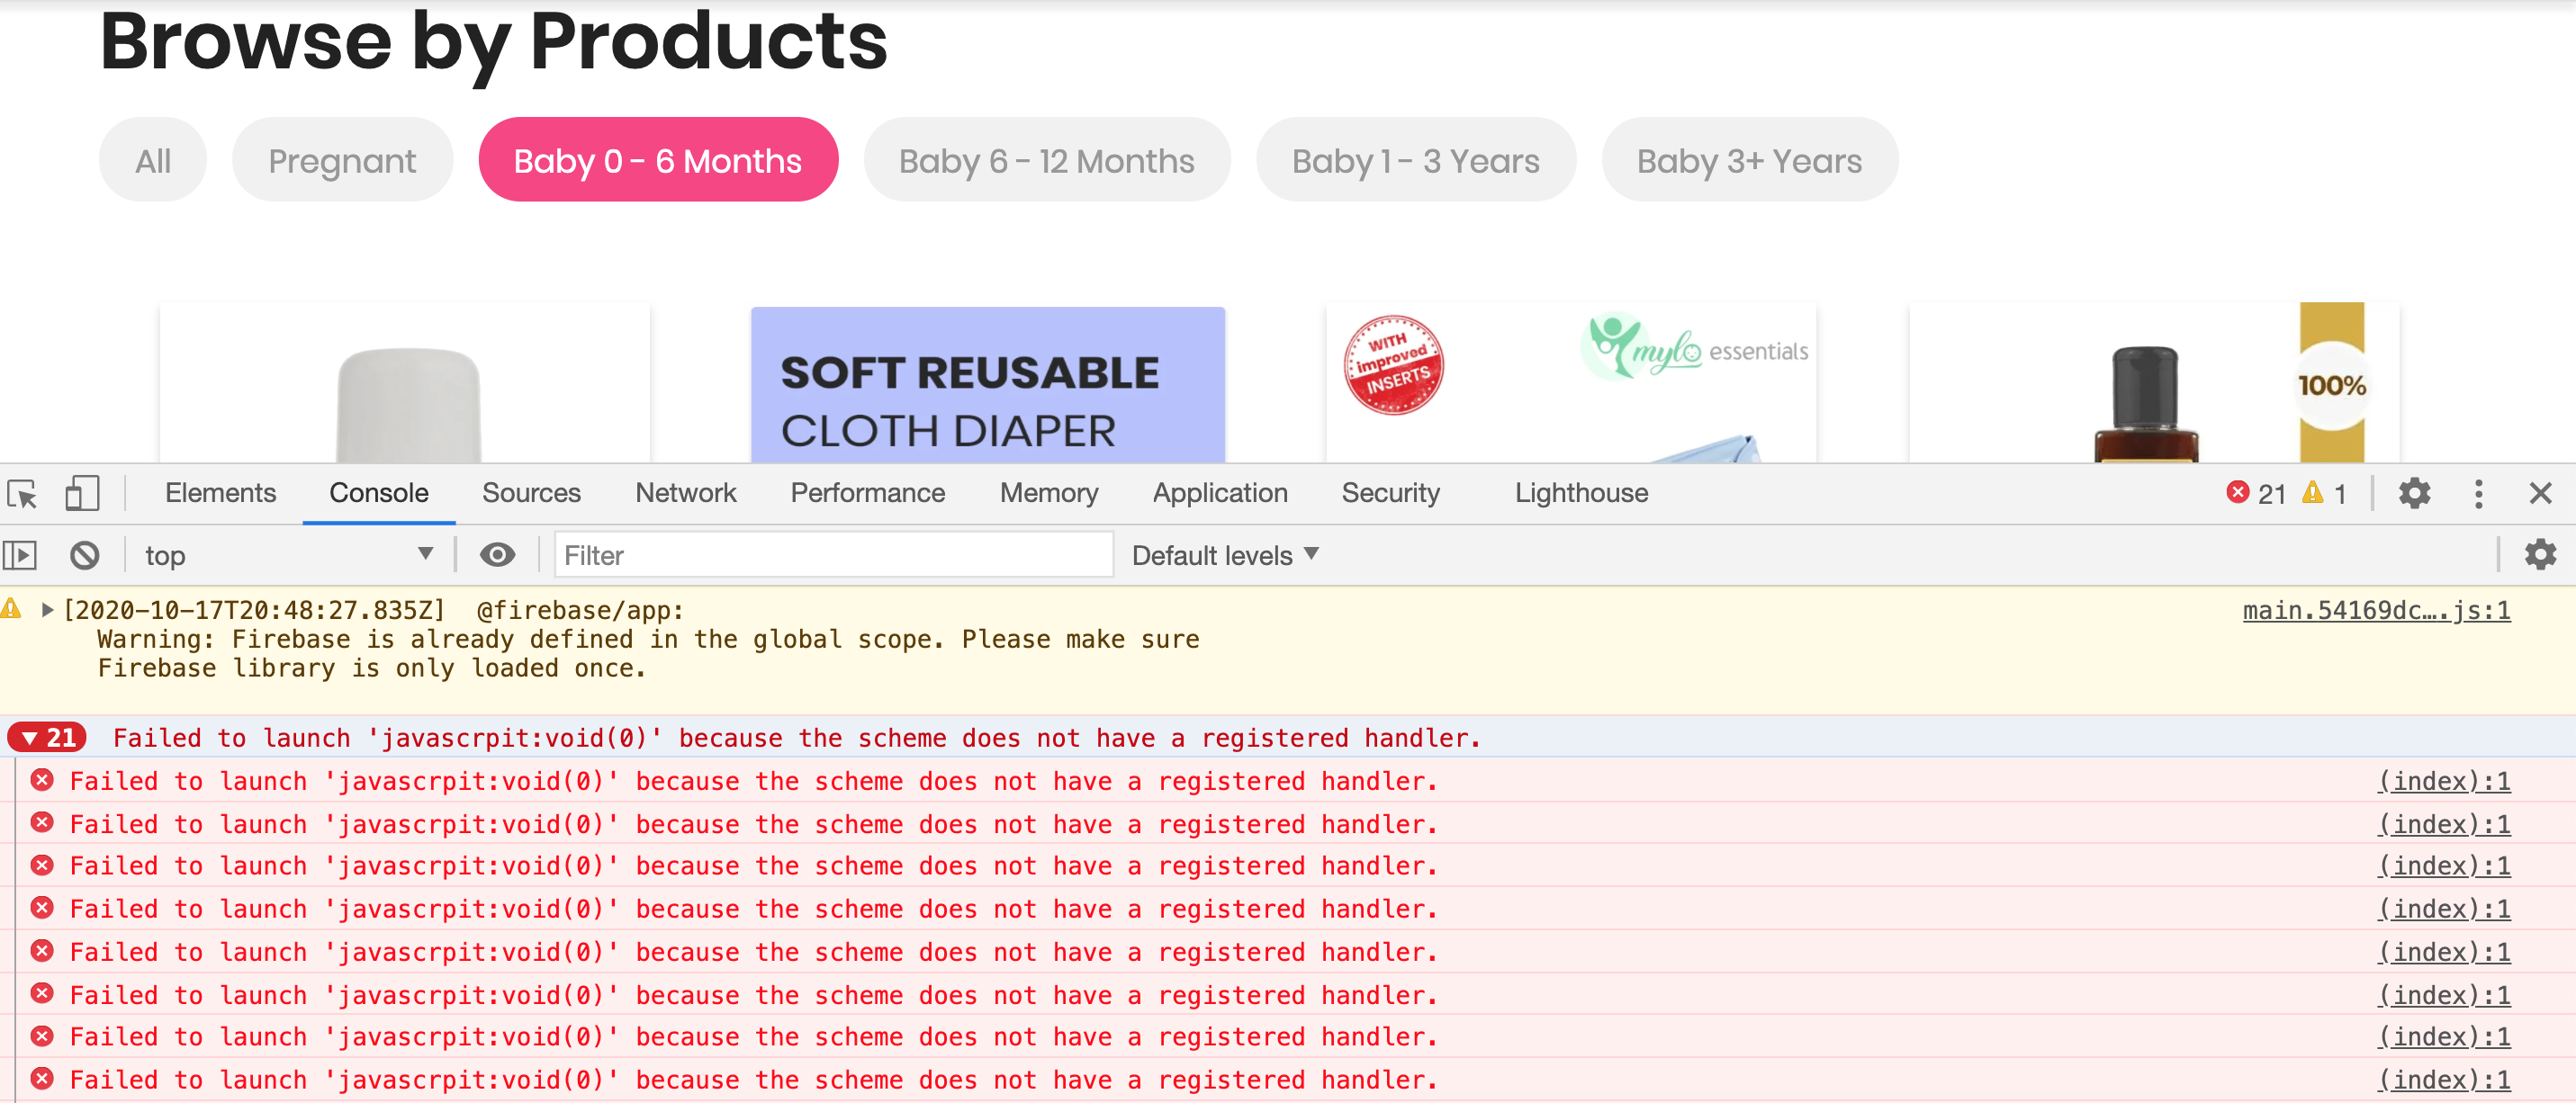 Browse by Products
All Pregnant Baby 0 - 6 Months Baby 6 - 12 Months Baby 1 - 3 Years Baby 3+ Years
SOFT REUSABLE
CLOTH DIAPER
WITH
improved
INSERTS
mylo essentials
100%
Elements Console Sources Network Performance Memory Application Security Lighthouse 21 1
top Filter Default levels
[2020-10-17T20:48:27.835Z] @firebase/app: main.54169dc….js:1
Warning: Firebase is already defined in the global scope. Please make sure
Firebase library is only loaded once.
21 Failed to launch 'javascrpit:void(0)' because the scheme does not have a registered handler.
Failed to launch 'javascrpit:void(0)' because the scheme does not have a registered handler. (index):1
Failed to launch 'javascrpit:void(0)' because the scheme does not have a registered handler. (index):1
Failed to launch 'javascrpit:void(0)' because the scheme does not have a registered handler. (index):1
Failed to launch 'javascrpit:void(0)' because the scheme does not have a registered handler. (index):1
Failed to launch 'javascrpit:void(0)' because the scheme does not have a registered handler. (index):1
Failed to launch 'javascrpit:void(0)' because the scheme does not have a registered handler. (index):1
Failed to launch 'javascrpit:void(0)' because the scheme does not have a registered handler. (index):1
Failed to launch 'javascrpit:void(0)' because the scheme does not have a registered handler. (index):1